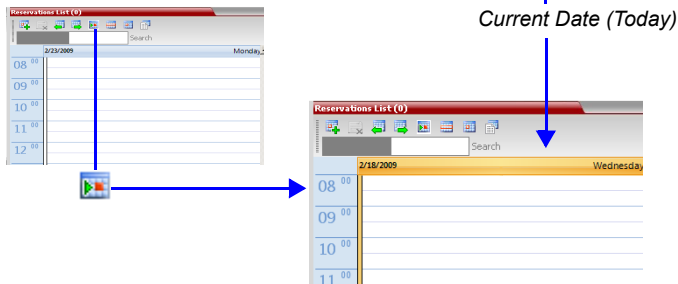 Reservations List (0)
Search
2/23/2009 Monday
08 00
09 00
10 00
11 00
12 00
Current Date (Today)
Reservations List (0)
Search
2/18/2009 Wednesday
08 00
09 00
10 00
11 00